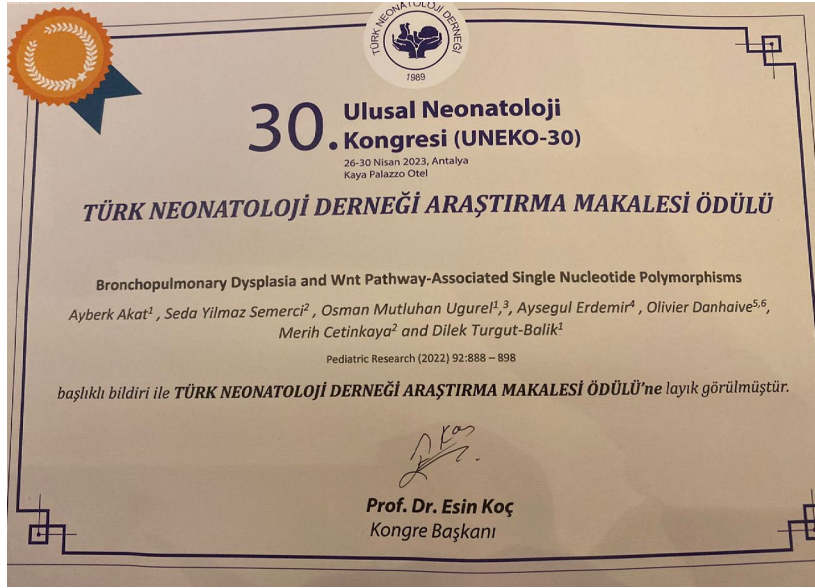 TÜRK NEONATOLOJİ DERNEĞİ
1989
30. Ulusal Neonatoloji
Kongresi (UNEKO-30)
26-30 Nisan 2023, Antalya
Kaya Palazzo Otel
TÜRK NEONATOLOJİ DERNEĞİ ARAŞTIRMA MAKALESİ ÖDÜLÜ
Bronchopulmonary Dysplasia and Wnt Pathway-Associated Single Nucleotide Polymorphisms
Ayberk Akat¹ , Seda Yilmaz Semerci² , Osman Mutluhan Ugurel¹,³, Aysegul Erdemir⁴ , Olivier Danhaive⁵,⁶,
Merih Cetinkaya² and Dilek Turgut-Balik¹
Pediatric Research (2022) 92:888 – 898
başlıklı bildiri ile TÜRK NEONATOLOJİ DERNEĞİ ARAŞTIRMA MAKALESİ ÖDÜLÜ'ne layık görülmüştür.
Prof. Dr. Esin Koç
Kongre Başkanı